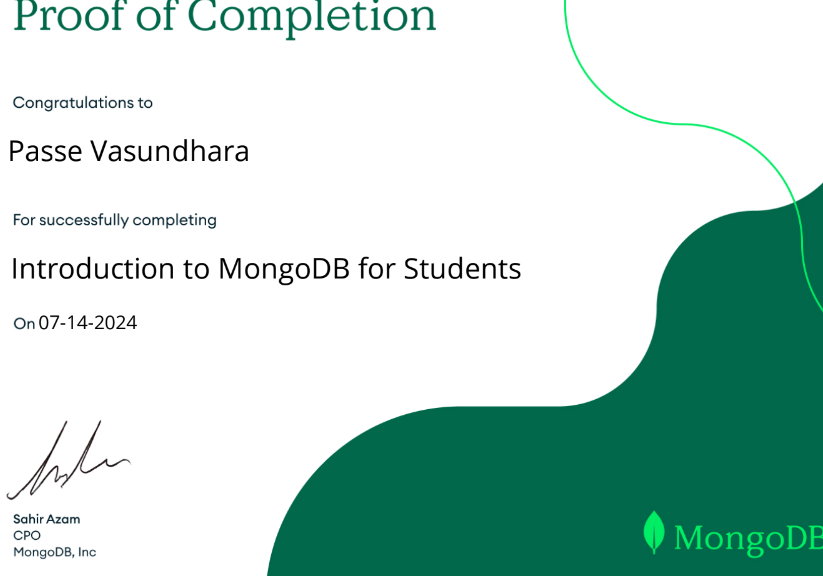 Proof of Completion
Congratulations to
Passe Vasundhara
For successfully completing
Introduction to MongoDB for Students
On 07-14-2024
Sahir Azam
CPO
MongoDB, Inc
MongoDB